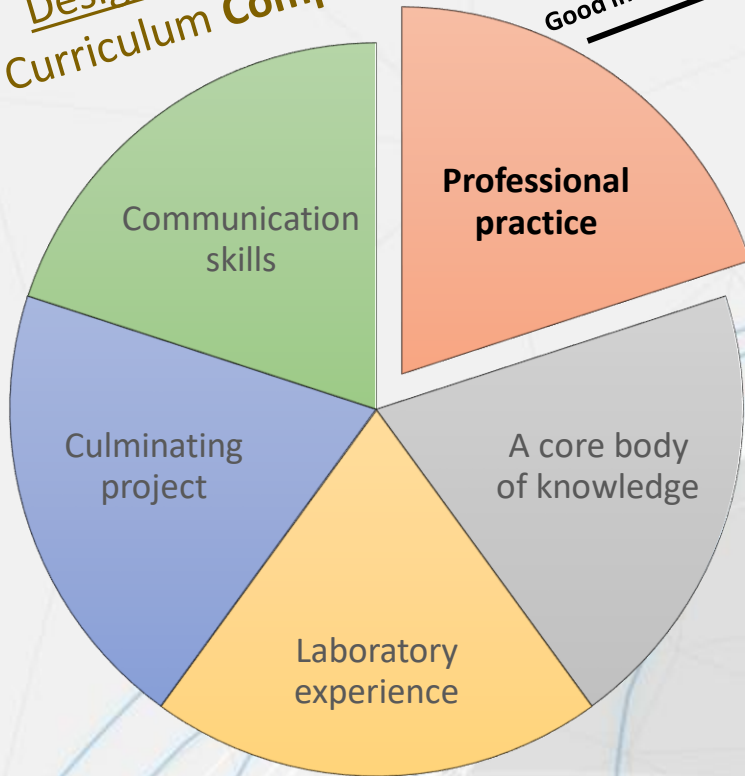 Curriculum
Good
Professional
practice
Communication
skills
Culminating
project
A core body
of knowledge
Laboratory
experience